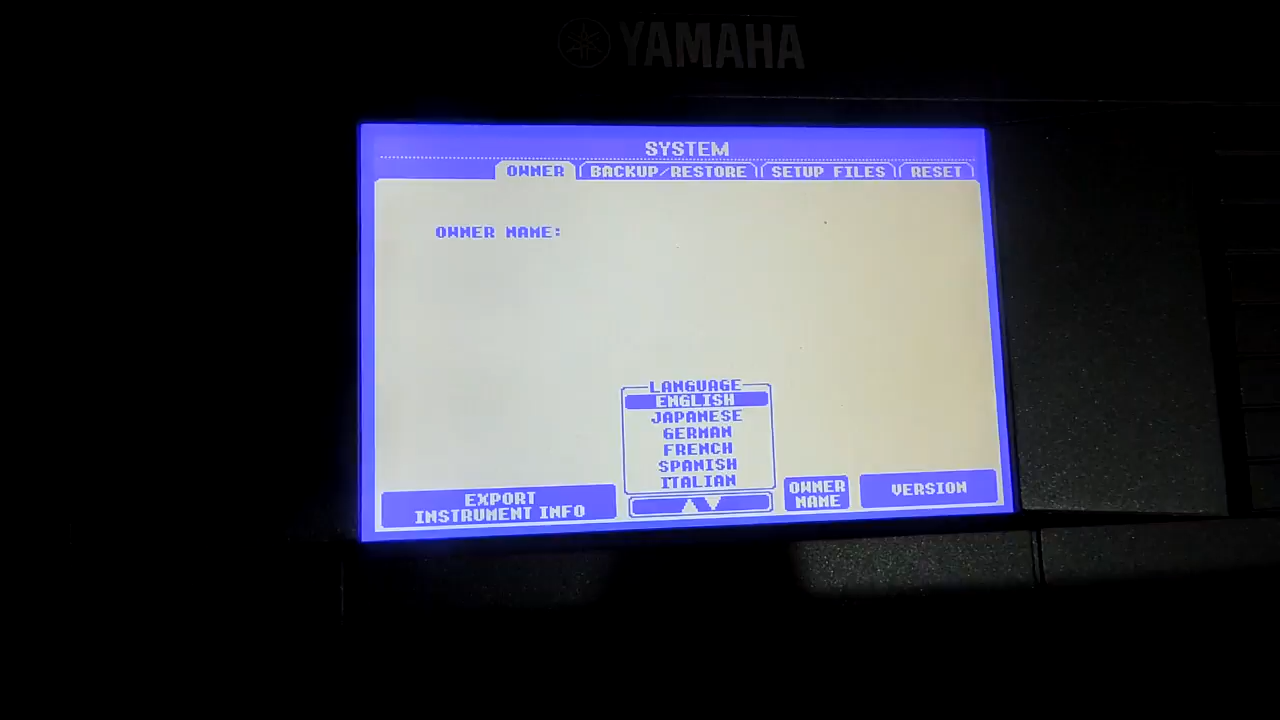 YAMAHA
SYSTEM
OWNER BACKUP/RESTORE SETUP FILES RESET
OWNER NAME:
LANGUAGE
ENGLISH
JAPANESE
GERMAN
FRENCH
SPANISH
ITALIAN
EXPORT
INSTRUMENT INFO
OWNER
NAME
VERSION